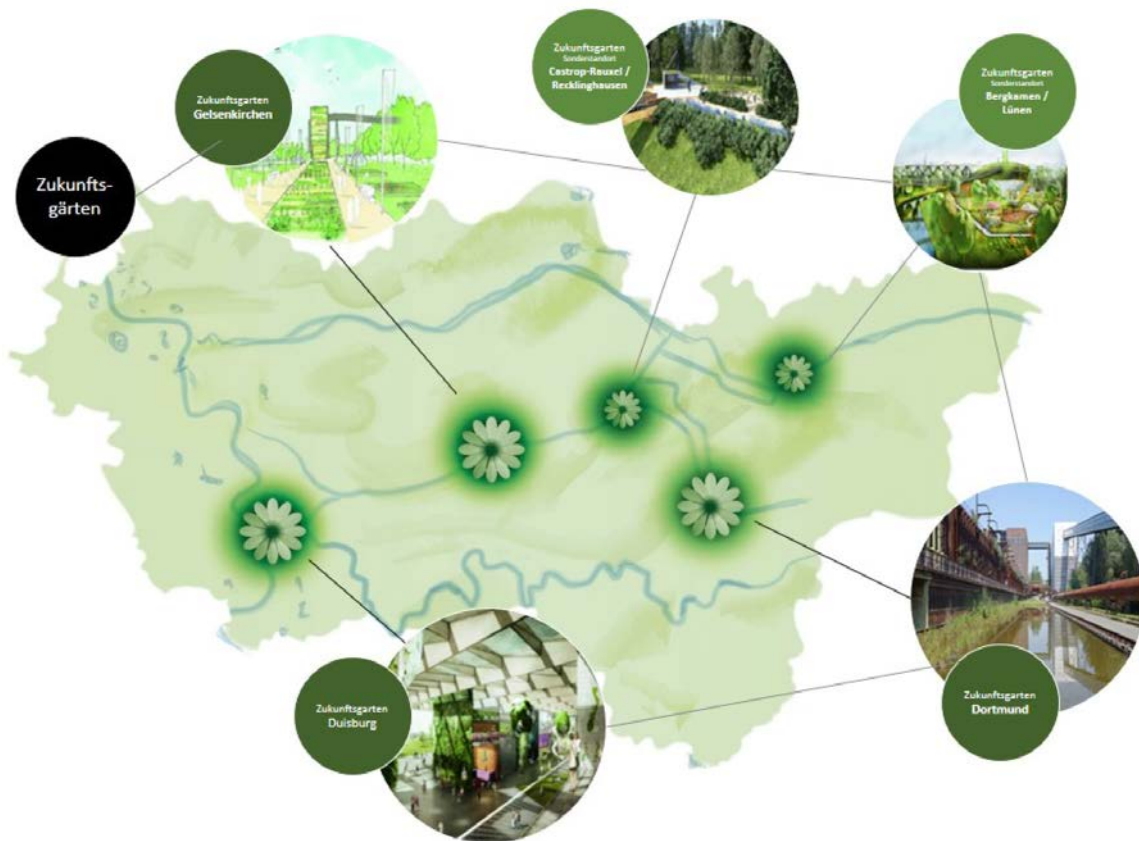 Zukunfts-
gärten
Zukunftsgarten
Gelsenkirchen
Zukunftsgarten
Sonderstandort
Castrop-Rauxel /
Recklinghausen
Zukunftsgarten
Sonderstandort
Bergkamen /
Lünen
Zukunftsgarten
Duisburg
Zukunftsgarten
Dortmund